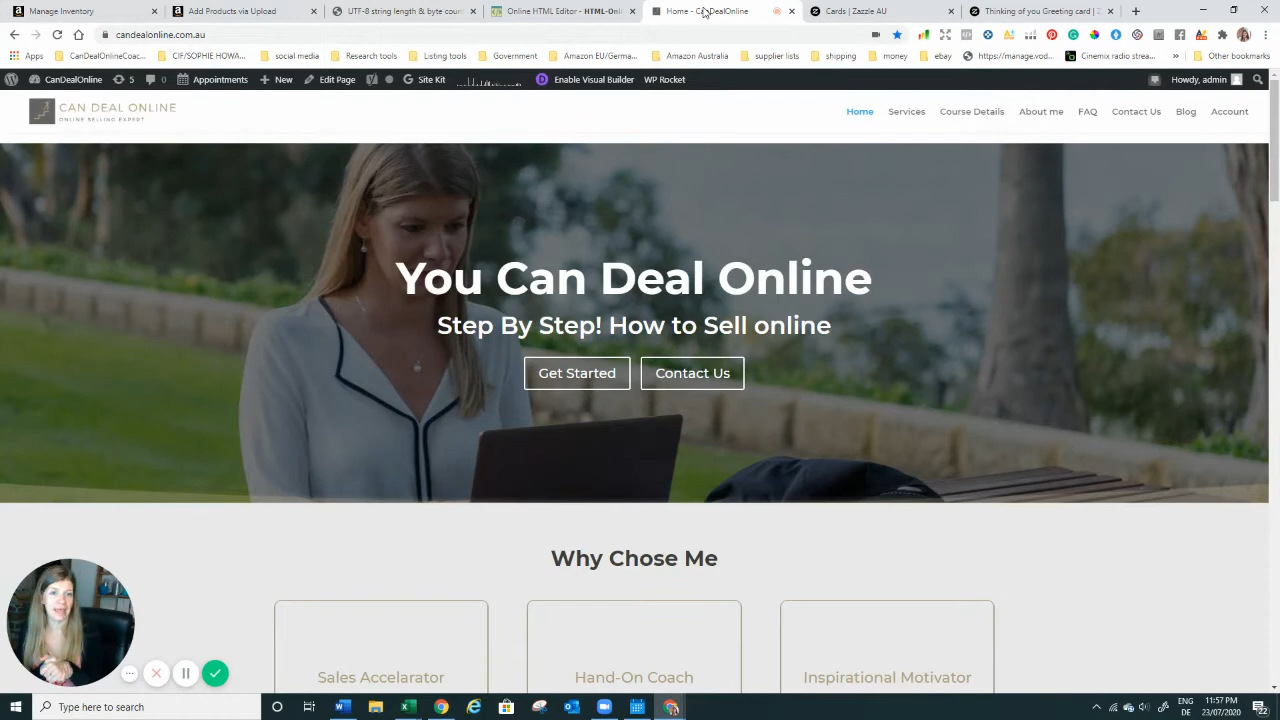 Manage Inventory
Add Products via Upload
UTF-8 string length & byte coun
Online HTML Editor - HTML-Onli
Home - CanDealOnline
Cards | Zazzle AU
Thinking of you Greeting card | Z
candealonline.com.au
Apps
CanDealOnlineCoac...
CIF/SOPHIE HOWA...
social media
Research tools
Listing tools
Government
Amazon EU/Germa...
Amazon Australia
supplier lists
shipping
money
ebay
https://manage.vod...
Cinemix radio strea...
Other bookmarks
CanDealOnline
5
0
Appointments
New
Edit Page
Site Kit
Enable Visual Builder
WP Rocket
Howdy, admin
CAN DEAL ONLINE
ONLINE SELLING EXPERT
Home
Services
Course Details
About me
FAQ
Contact Us
Blog
Account
You Can Deal Online
Step By Step! How to Sell online
Get Started
Contact Us
Why Chose Me
Sales Accelarator
Hand-On Coach
Inspirational Motivator
Type here to search
ENG
DE
11:57 PM
23/07/2020
22